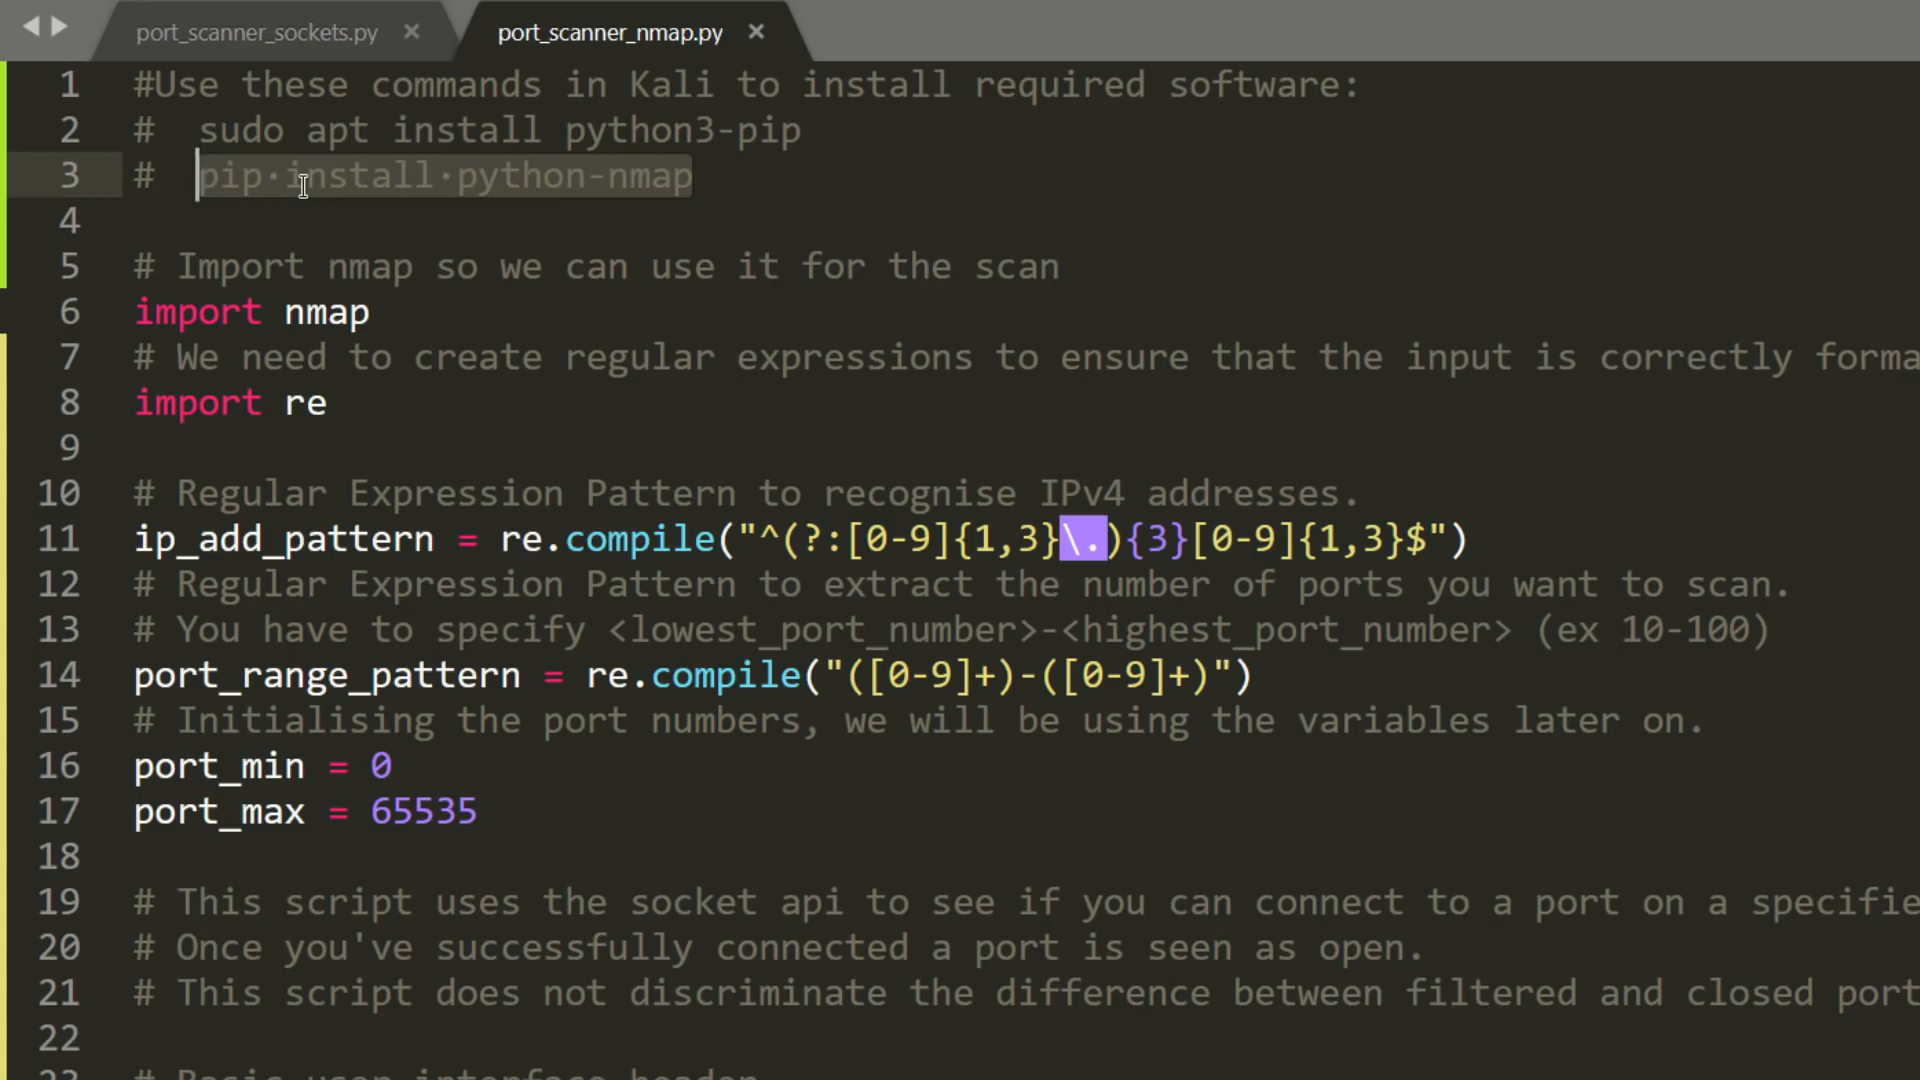 port_scanner_sockets.py × port_scanner_nmap.py ×
1 #Use these commands in Kali to install required software:
2 #  sudo apt install python3-pip
3 #  pip·install·python-nmap
4
5 # Import nmap so we can use it for the scan
6 import nmap
7 # We need to create regular expressions to ensure that the input is correctly forma
8 import re
9
10 # Regular Expression Pattern to recognise IPv4 addresses.
11 ip_add_pattern = re.compile("^(?:[0-9]{1,3}\.){3}[0-9]{1,3}$")
12 # Regular Expression Pattern to extract the number of ports you want to scan.
13 # You have to specify <lowest_port_number>-<highest_port_number> (ex 10-100)
14 port_range_pattern = re.compile("([0-9]+)-([0-9]+)")
15 # Initialising the port numbers, we will be using the variables later on.
16 port_min = 0
17 port_max = 65535
18
19 # This script uses the socket api to see if you can connect to a port on a specifie
20 # Once you've successfully connected a port is seen as open.
21 # This script does not discriminate the difference between filtered and closed port
22
23 # Basic user interface header